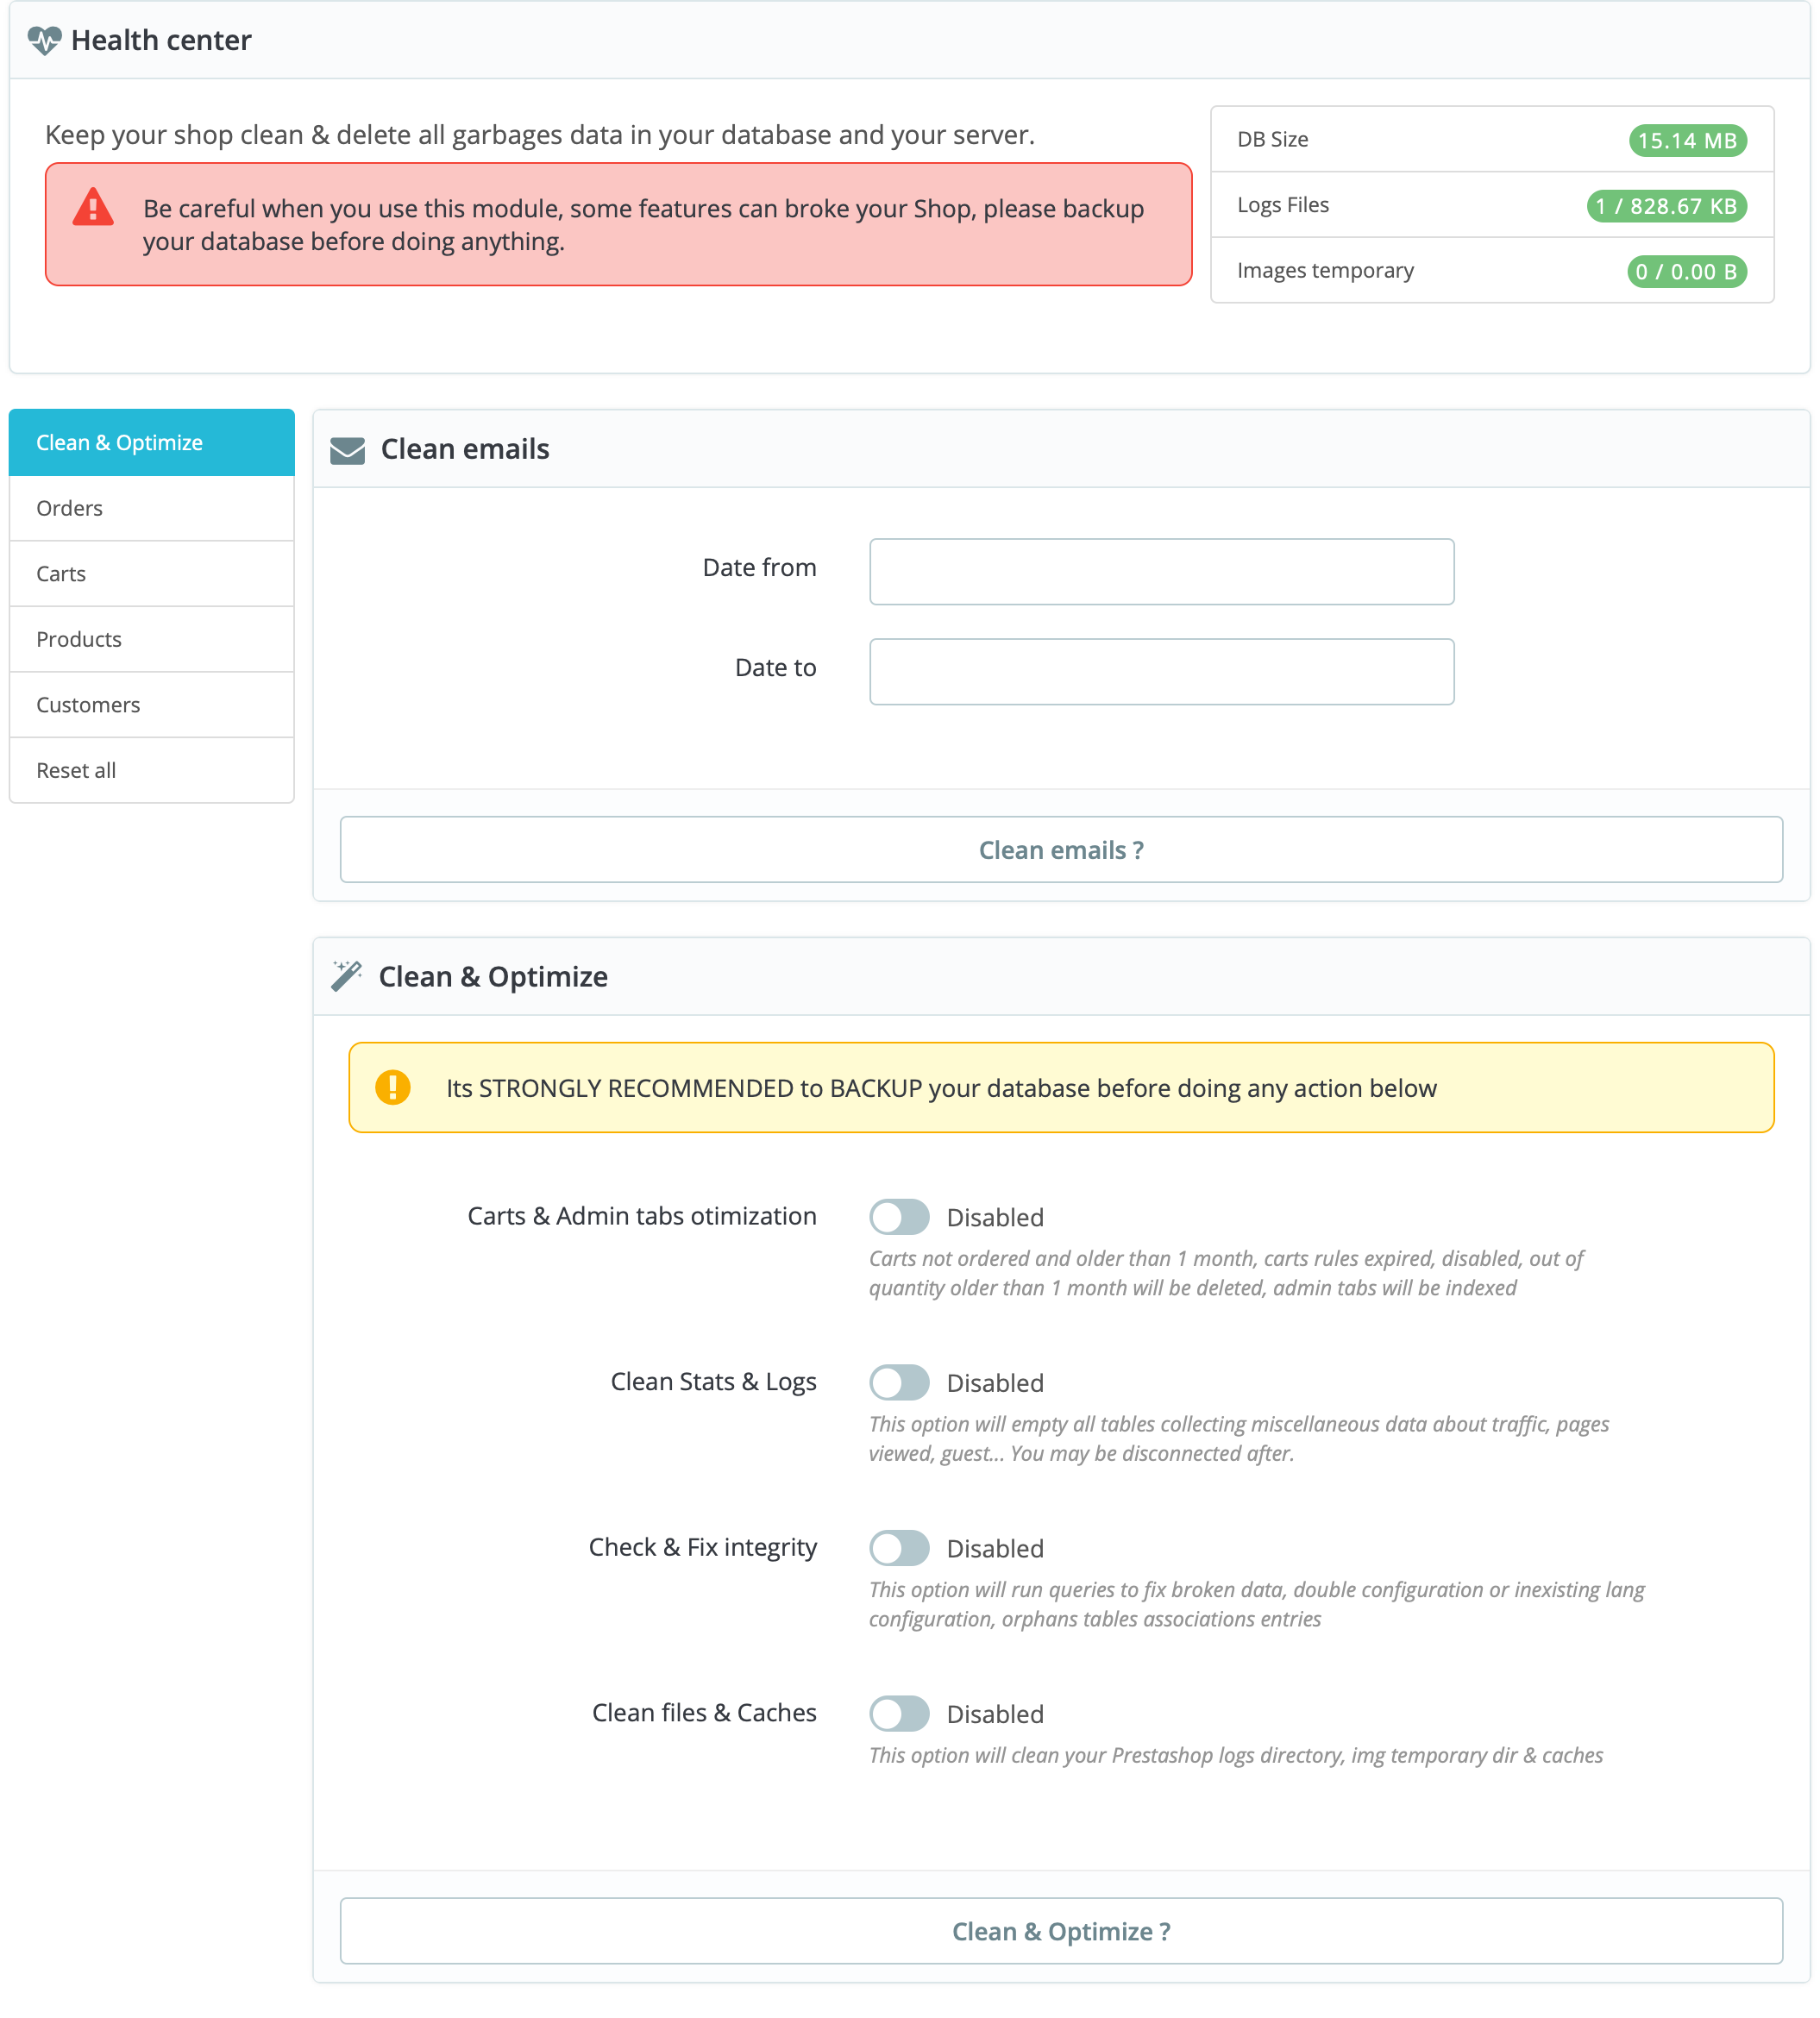 Health center
Keep your shop clean & delete all garbages data in your database and your server.
Be careful when you use this module, some features can broke your Shop, please backup
your database before doing anything.
DB Size 15.14 MB
Logs Files 1 / 828.67 KB
Images temporary 0 / 0.00 B
Clean & Optimize
Orders
Carts
Products
Customers
Reset all
Clean emails
Date from
Date to
Clean emails ?
Clean & Optimize
Its STRONGLY RECOMMENDED to BACKUP your database before doing any action below
Carts & Admin tabs otimization Disabled
Carts not ordered and older than 1 month, carts rules expired, disabled, out of
quantity older than 1 month will be deleted, admin tabs will be indexed
Clean Stats & Logs Disabled
This option will empty all tables collecting miscellaneous data about traffic, pages
viewed, guest... You may be disconnected after.
Check & Fix integrity Disabled
This option will run queries to fix broken data, double configuration or inexisting lang
configuration, orphans tables associations entries
Clean files & Caches Disabled
This option will clean your Prestashop logs directory, img temporary dir & caches
Clean & Optimize ?